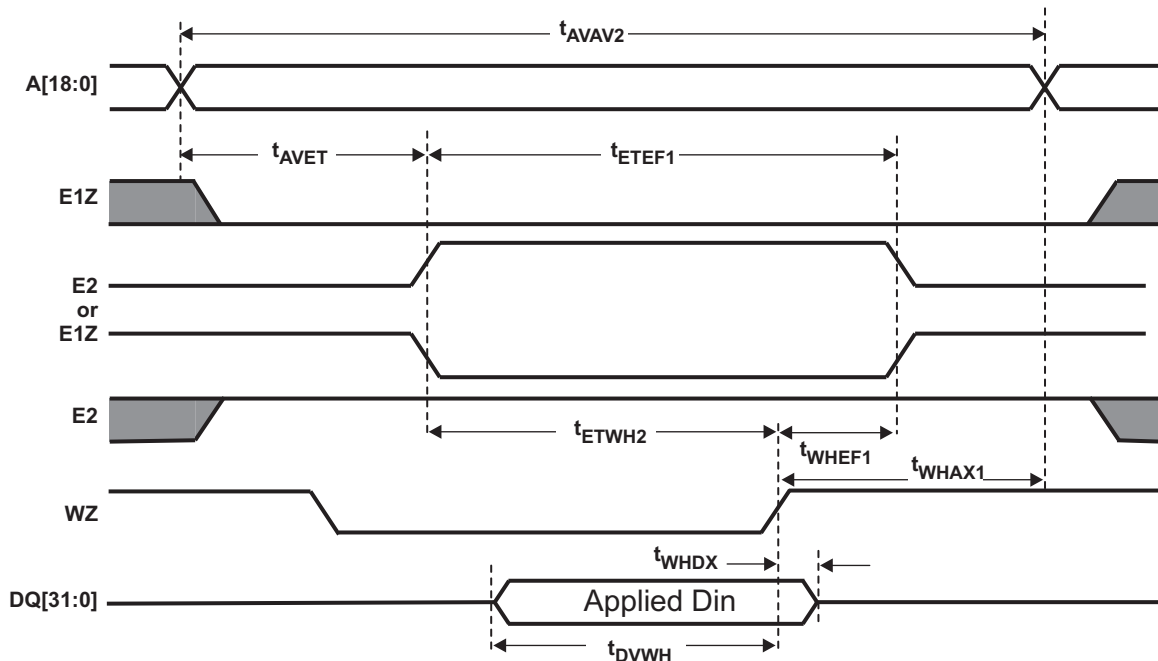 tAVAV2
A[18:0]
tAVET
tETEF1
E1Z
E2
or
E1Z
E2
tETWH2
tWHEF1
tWHAX1
WZ
tWHDX
DQ[31:0]
Applied Din
tDVWH